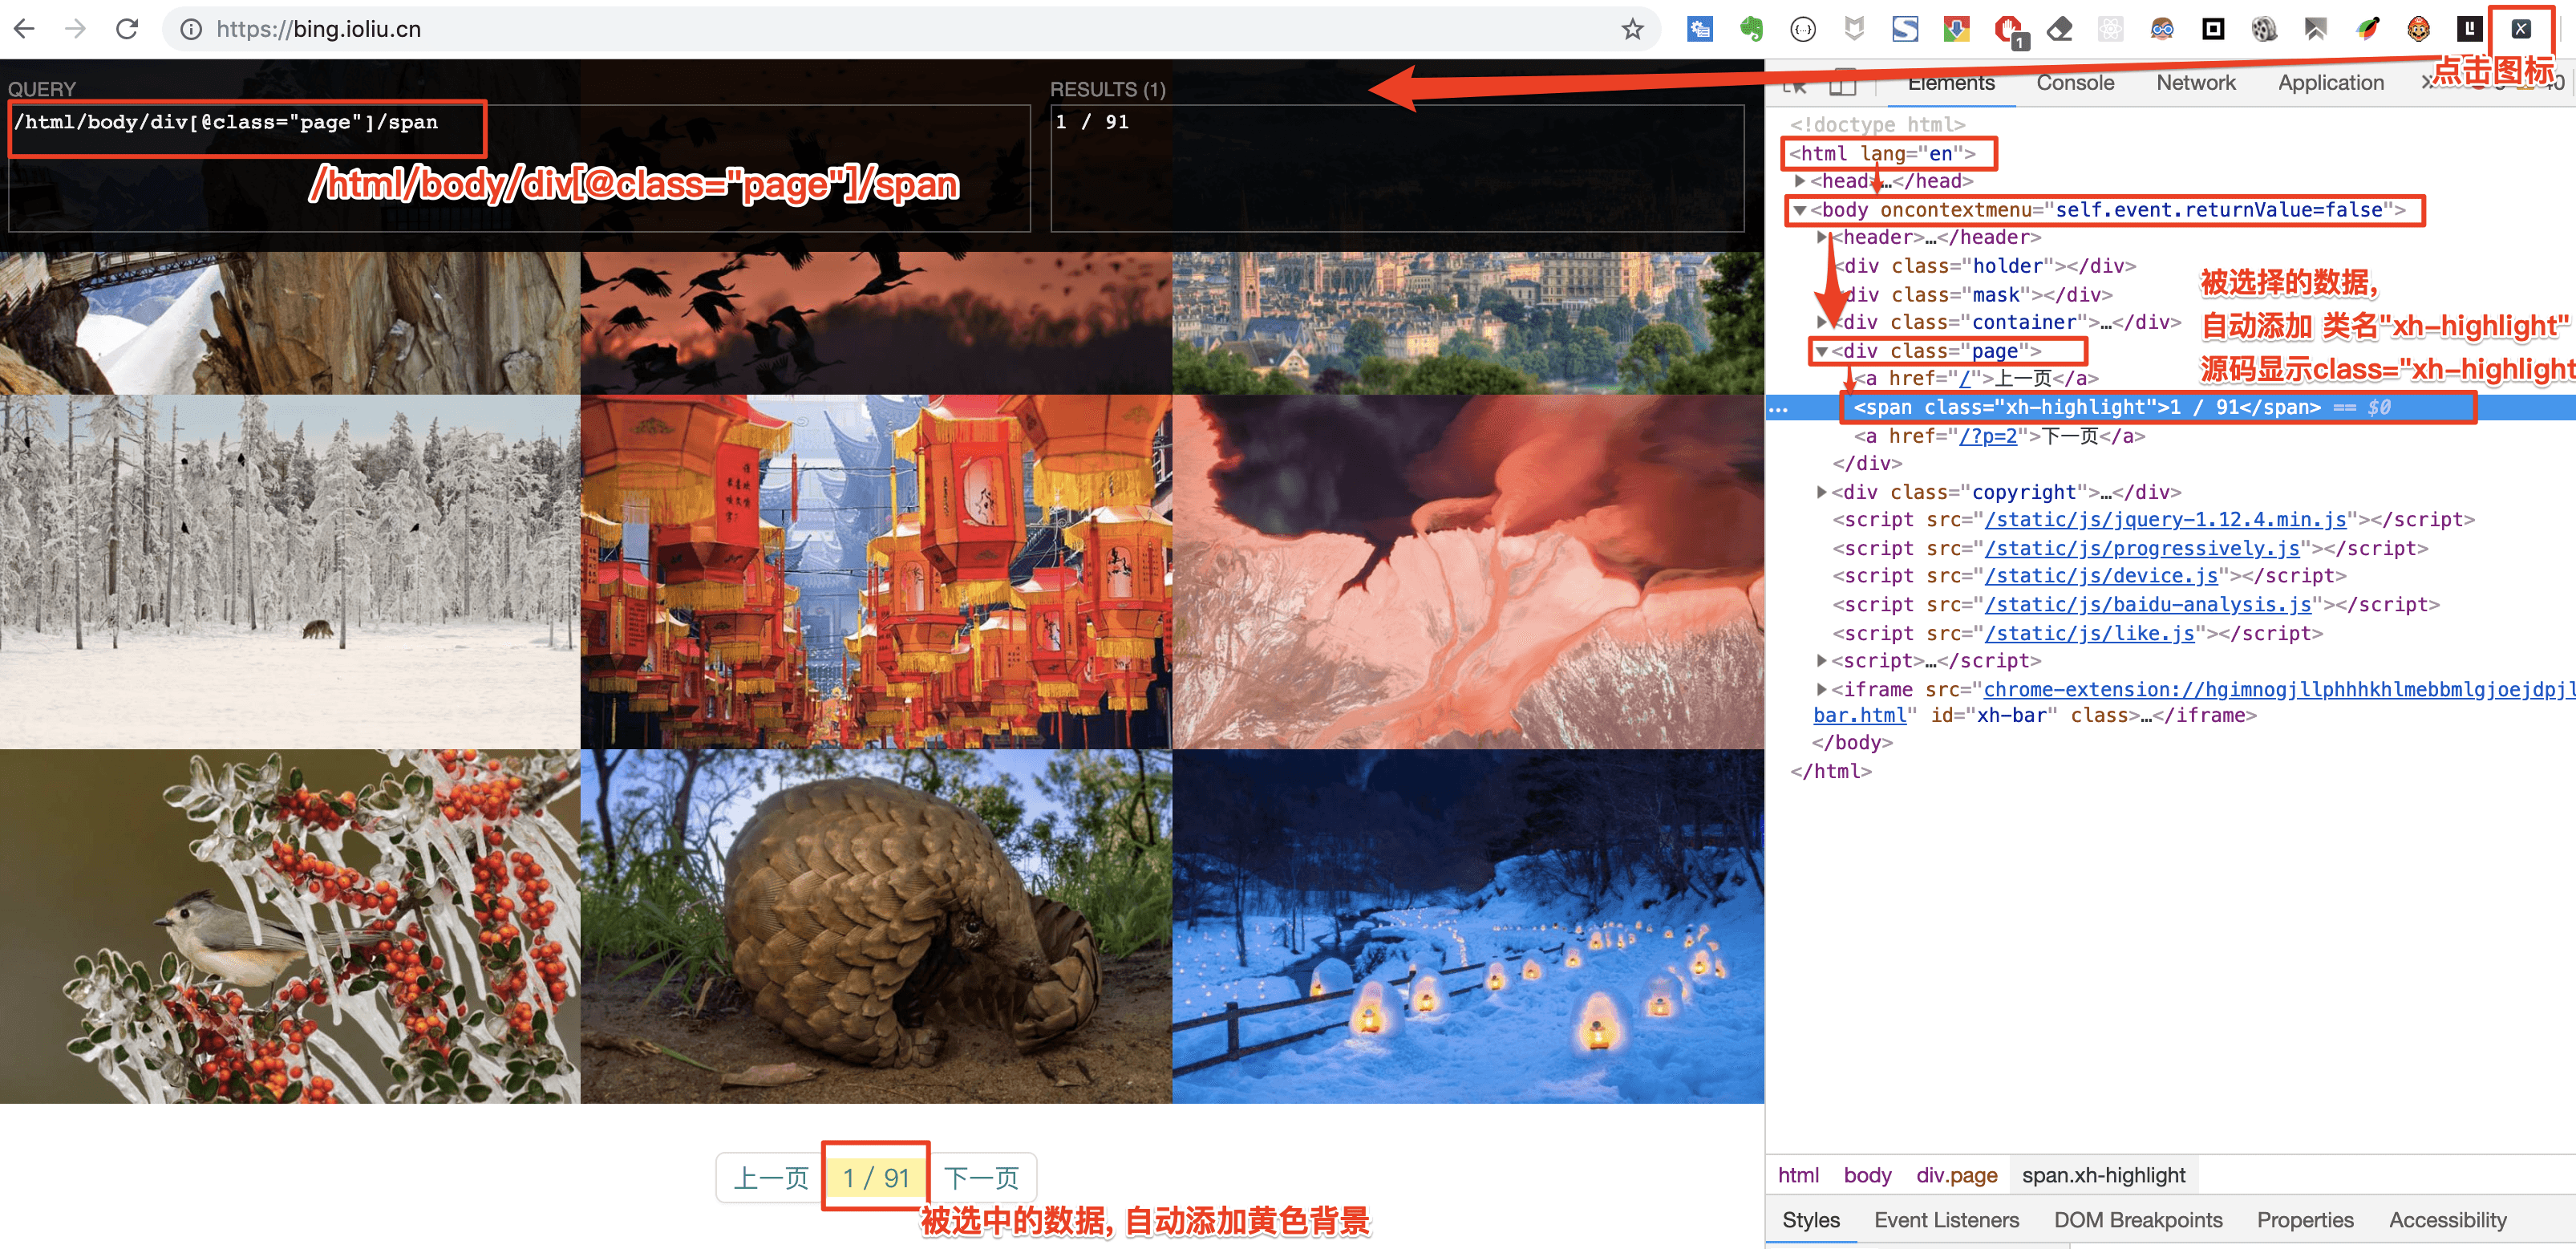 https://bing.ioliu.cn
1
点击图标
QUERY
/html/body/div[@class="page"]/span
/html/body/div[@class="page"]/span
RESULTS (1)
1 / 91
上一页 1 / 91 下一页
被选中的数据, 自动添加黄色背景
Elements Console Network Application »
<!doctype html>
<html lang="en">
<head>…</head>
<body oncontextmenu="self.event.returnValue=false">
<header>…</header>
<div class="holder"></div>
<div class="mask"></div>
<div class="container">…</div>
<div class="page">
<a href="/">上一页</a>
<span class="xh-highlight">1 / 91</span> == $0
<a href="/?p=2">下一页</a>
</div>
<div class="copyright">…</div>
<script src="/static/js/jquery-1.12.4.min.js"></script>
<script src="/static/js/progressively.js"></script>
<script src="/static/js/device.js"></script>
<script src="/static/js/baidu-analysis.js"></script>
<script src="/static/js/like.js"></script>
<script>…</script>
<iframe src="chrome-extension://hgimnogjllphhhkhlmebbmlgjoejdpjl
bar.html" id="xh-bar" class>…</iframe>
</body>
</html>
被选择的数据,
自动添加 类名"xh-highlight"
源码显示class="xh-highlight
html body div.page span.xh-highlight
Styles Event Listeners DOM Breakpoints Properties Accessibility